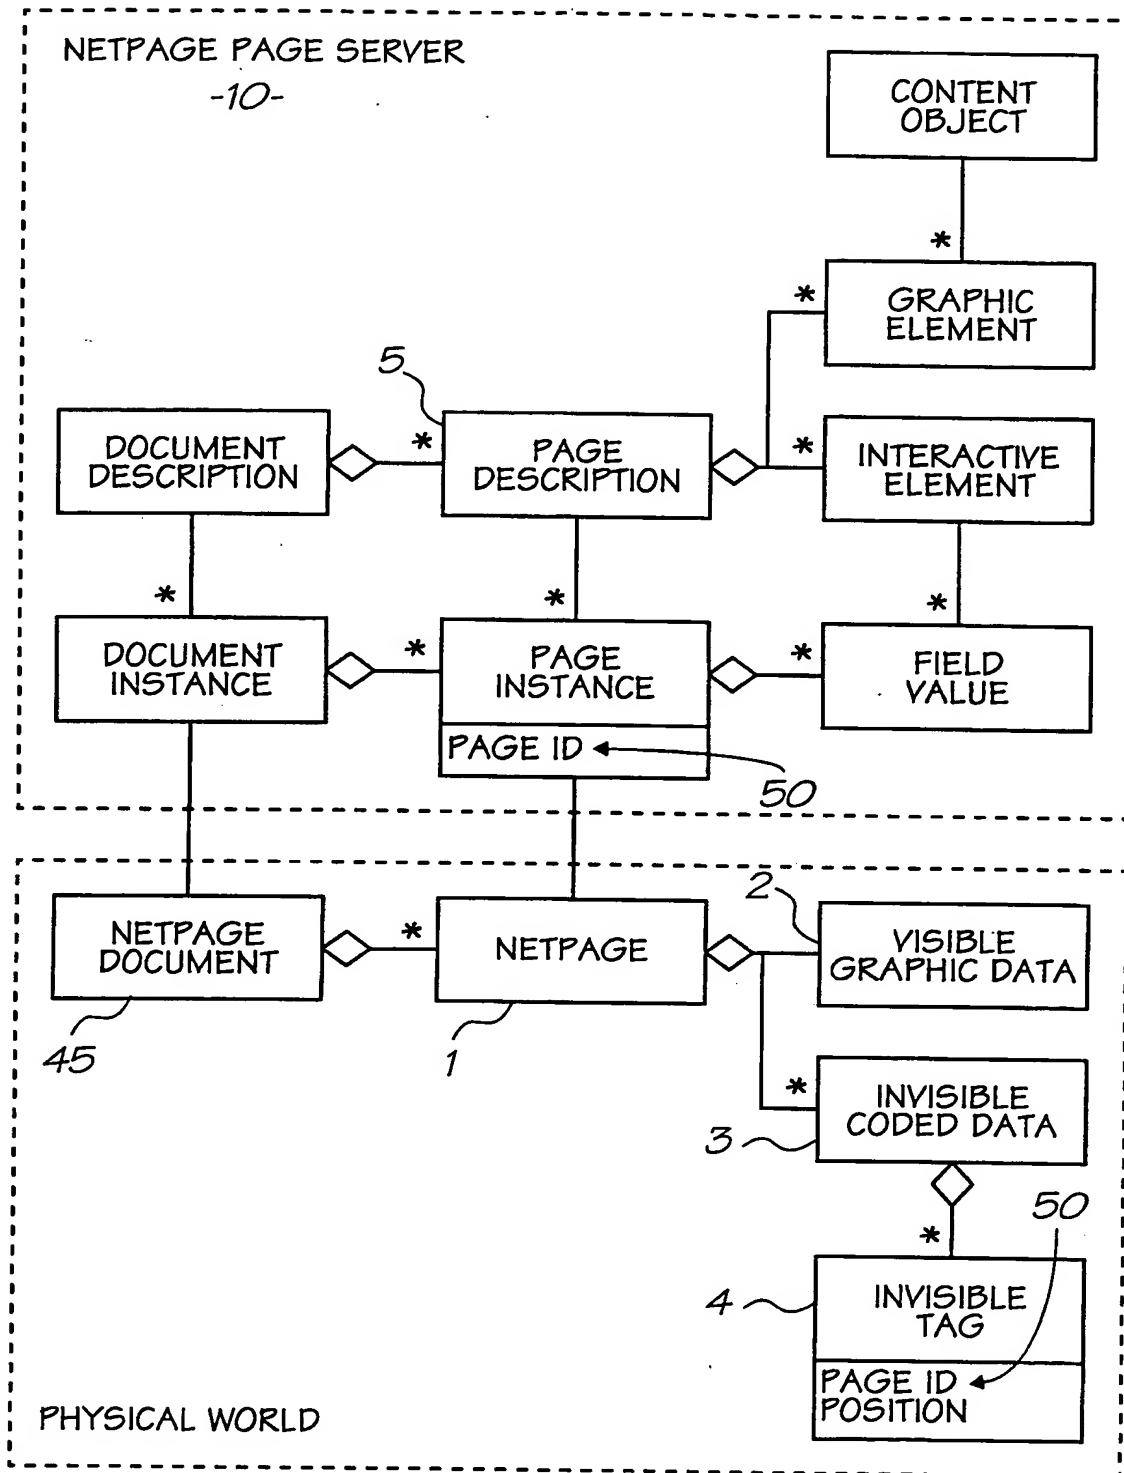 NETPAGE PAGE SERVER
-10-
CONTENT
OBJECT
*
*
GRAPHIC
ELEMENT
5
DOCUMENT
DESCRIPTION
*
PAGE
DESCRIPTION
*
INTERACTIVE
ELEMENT
*
*
*
DOCUMENT
INSTANCE
*
PAGE
INSTANCE
*
FIELD
VALUE
PAGE ID
50
NETPAGE
DOCUMENT
*
NETPAGE
2
VISIBLE
GRAPHIC DATA
45
1
*
INVISIBLE
CODED DATA
3
50
*
4
INVISIBLE
TAG
PAGE ID
POSITION
PHYSICAL WORLD